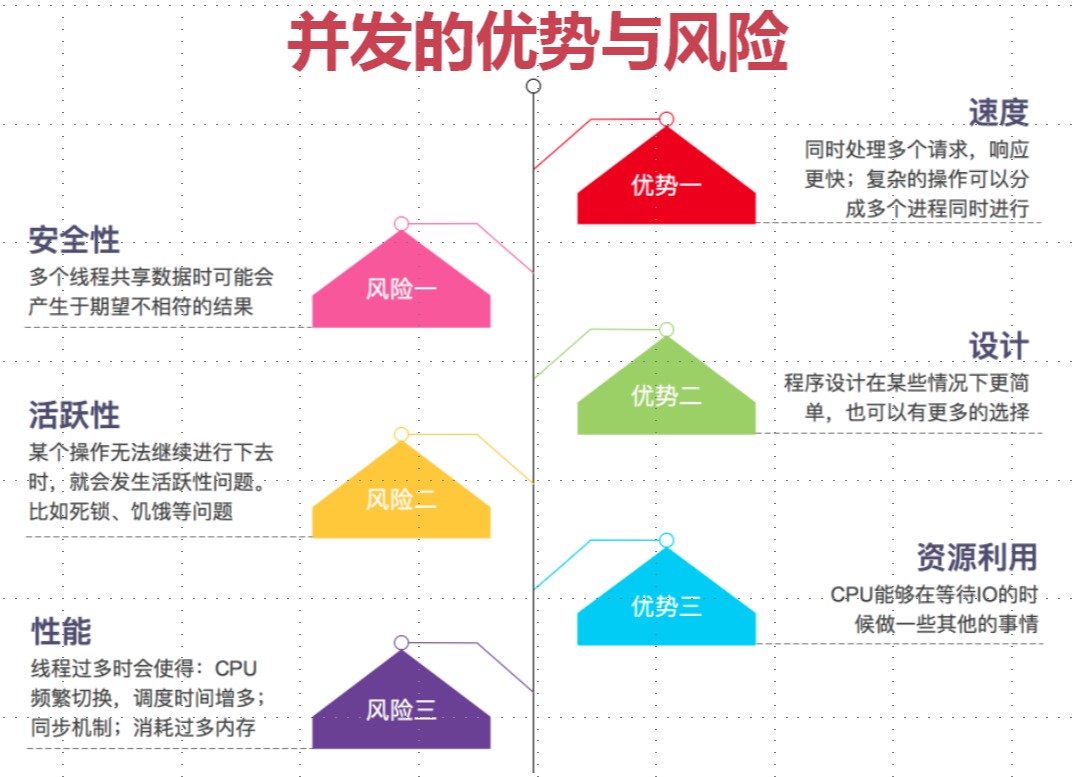 并发的优势与风险
速度
同时处理多个请求，响应
更快；复杂的操作可以分
成多个进程同时进行
优势一
安全性
多个线程共享数据时可能会
产生于期望不相符的结果
风险一
设计
程序设计在某些情况下更简
单，也可以有更多的选择
优势二
活跃性
某个操作无法继续进行下去
时，就会发生活跃性问题。
比如死锁、饥饿等问题
风险二
资源利用
CPU能够在等待IO的时
候做一些其他的事情
优势三
性能
线程过多时会使得：CPU
频繁切换，调度时间增多；
同步机制；消耗过多内存
风险三